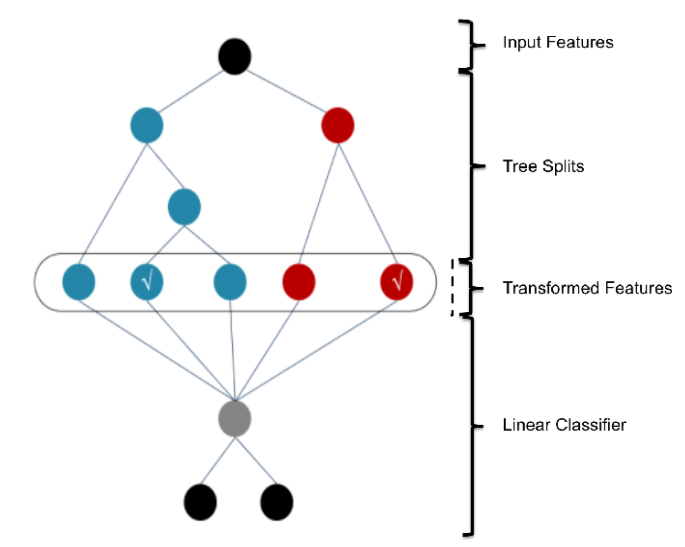 Input Features
Tree Splits
√
√
Transformed Features
Linear Classifier